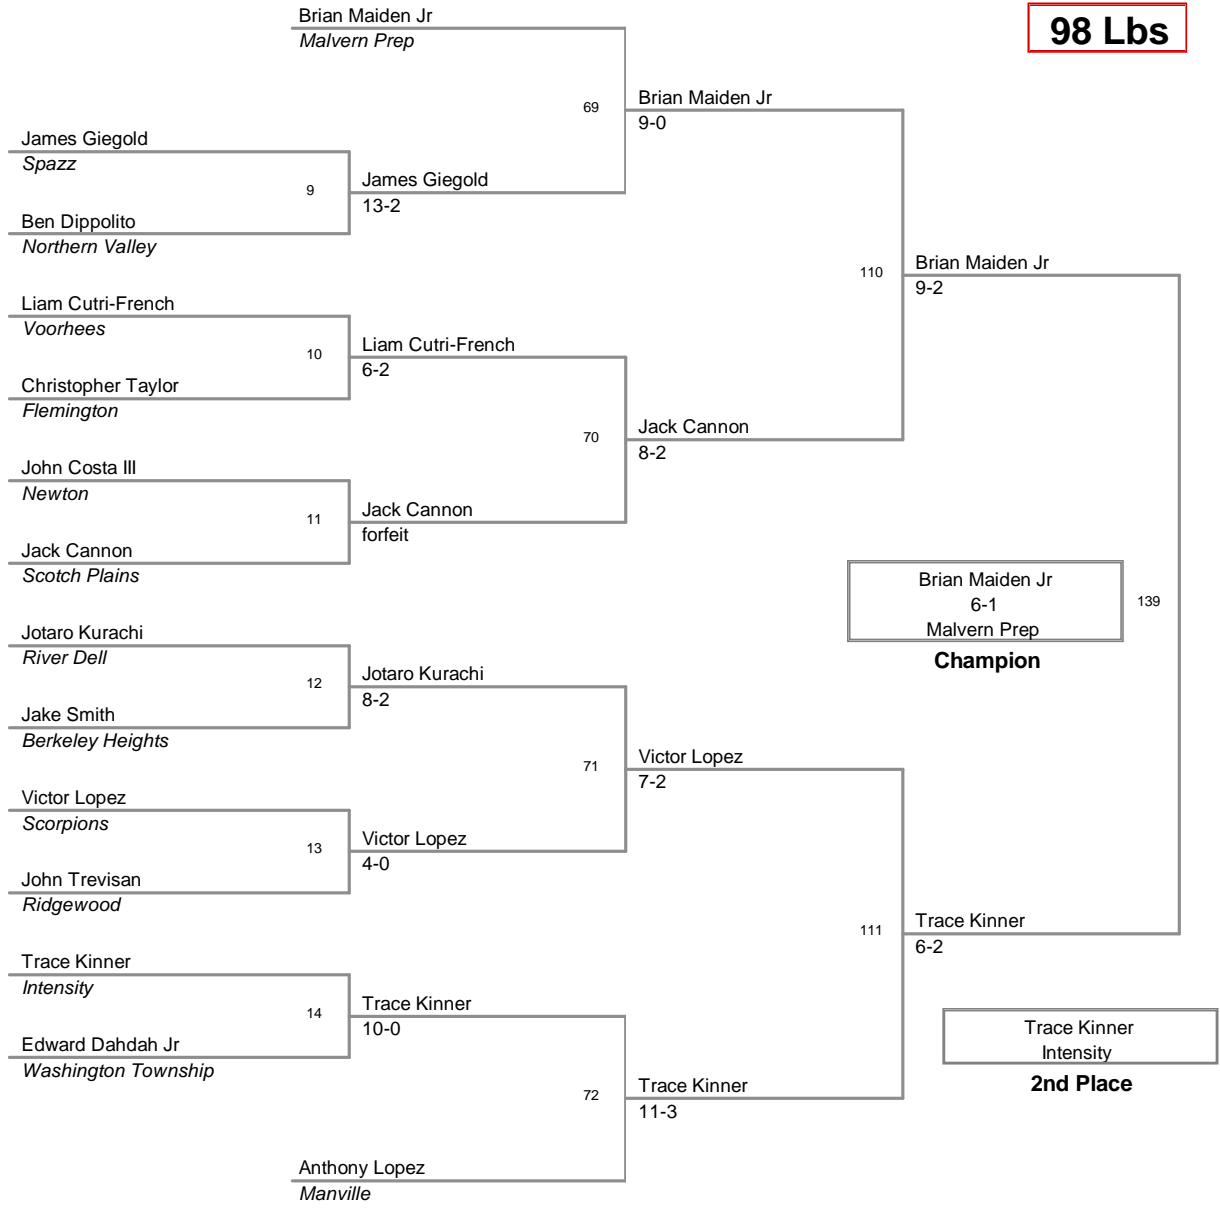 Brian Maiden Jr
Malvern Prep
98 Lbs
69
Brian Maiden Jr
9-0
James Giegold
Spazz
9
James Giegold
13-2
Ben Dippolito
Northern Valley
110
Brian Maiden Jr
9-2
Liam Cutri-French
Voorhees
10
Liam Cutri-French
6-2
Christopher Taylor
Flemington
70
Jack Cannon
8-2
John Costa III
Newton
11
Jack Cannon
forfeit
Jack Cannon
Scotch Plains
Brian Maiden Jr
6-1
Malvern Prep
Champion
139
Jotaro Kurachi
River Dell
12
Jotaro Kurachi
8-2
Jake Smith
Berkeley Heights
71
Victor Lopez
7-2
Victor Lopez
Scorpions
13
Victor Lopez
4-0
John Trevisan
Ridgewood
111
Trace Kinner
6-2
Trace Kinner
Intensity
14
Trace Kinner
10-0
Edward Dahdah Jr
Washington Township
Trace Kinner
Intensity
2nd Place
72
Trace Kinner
11-3
Anthony Lopez
Manville